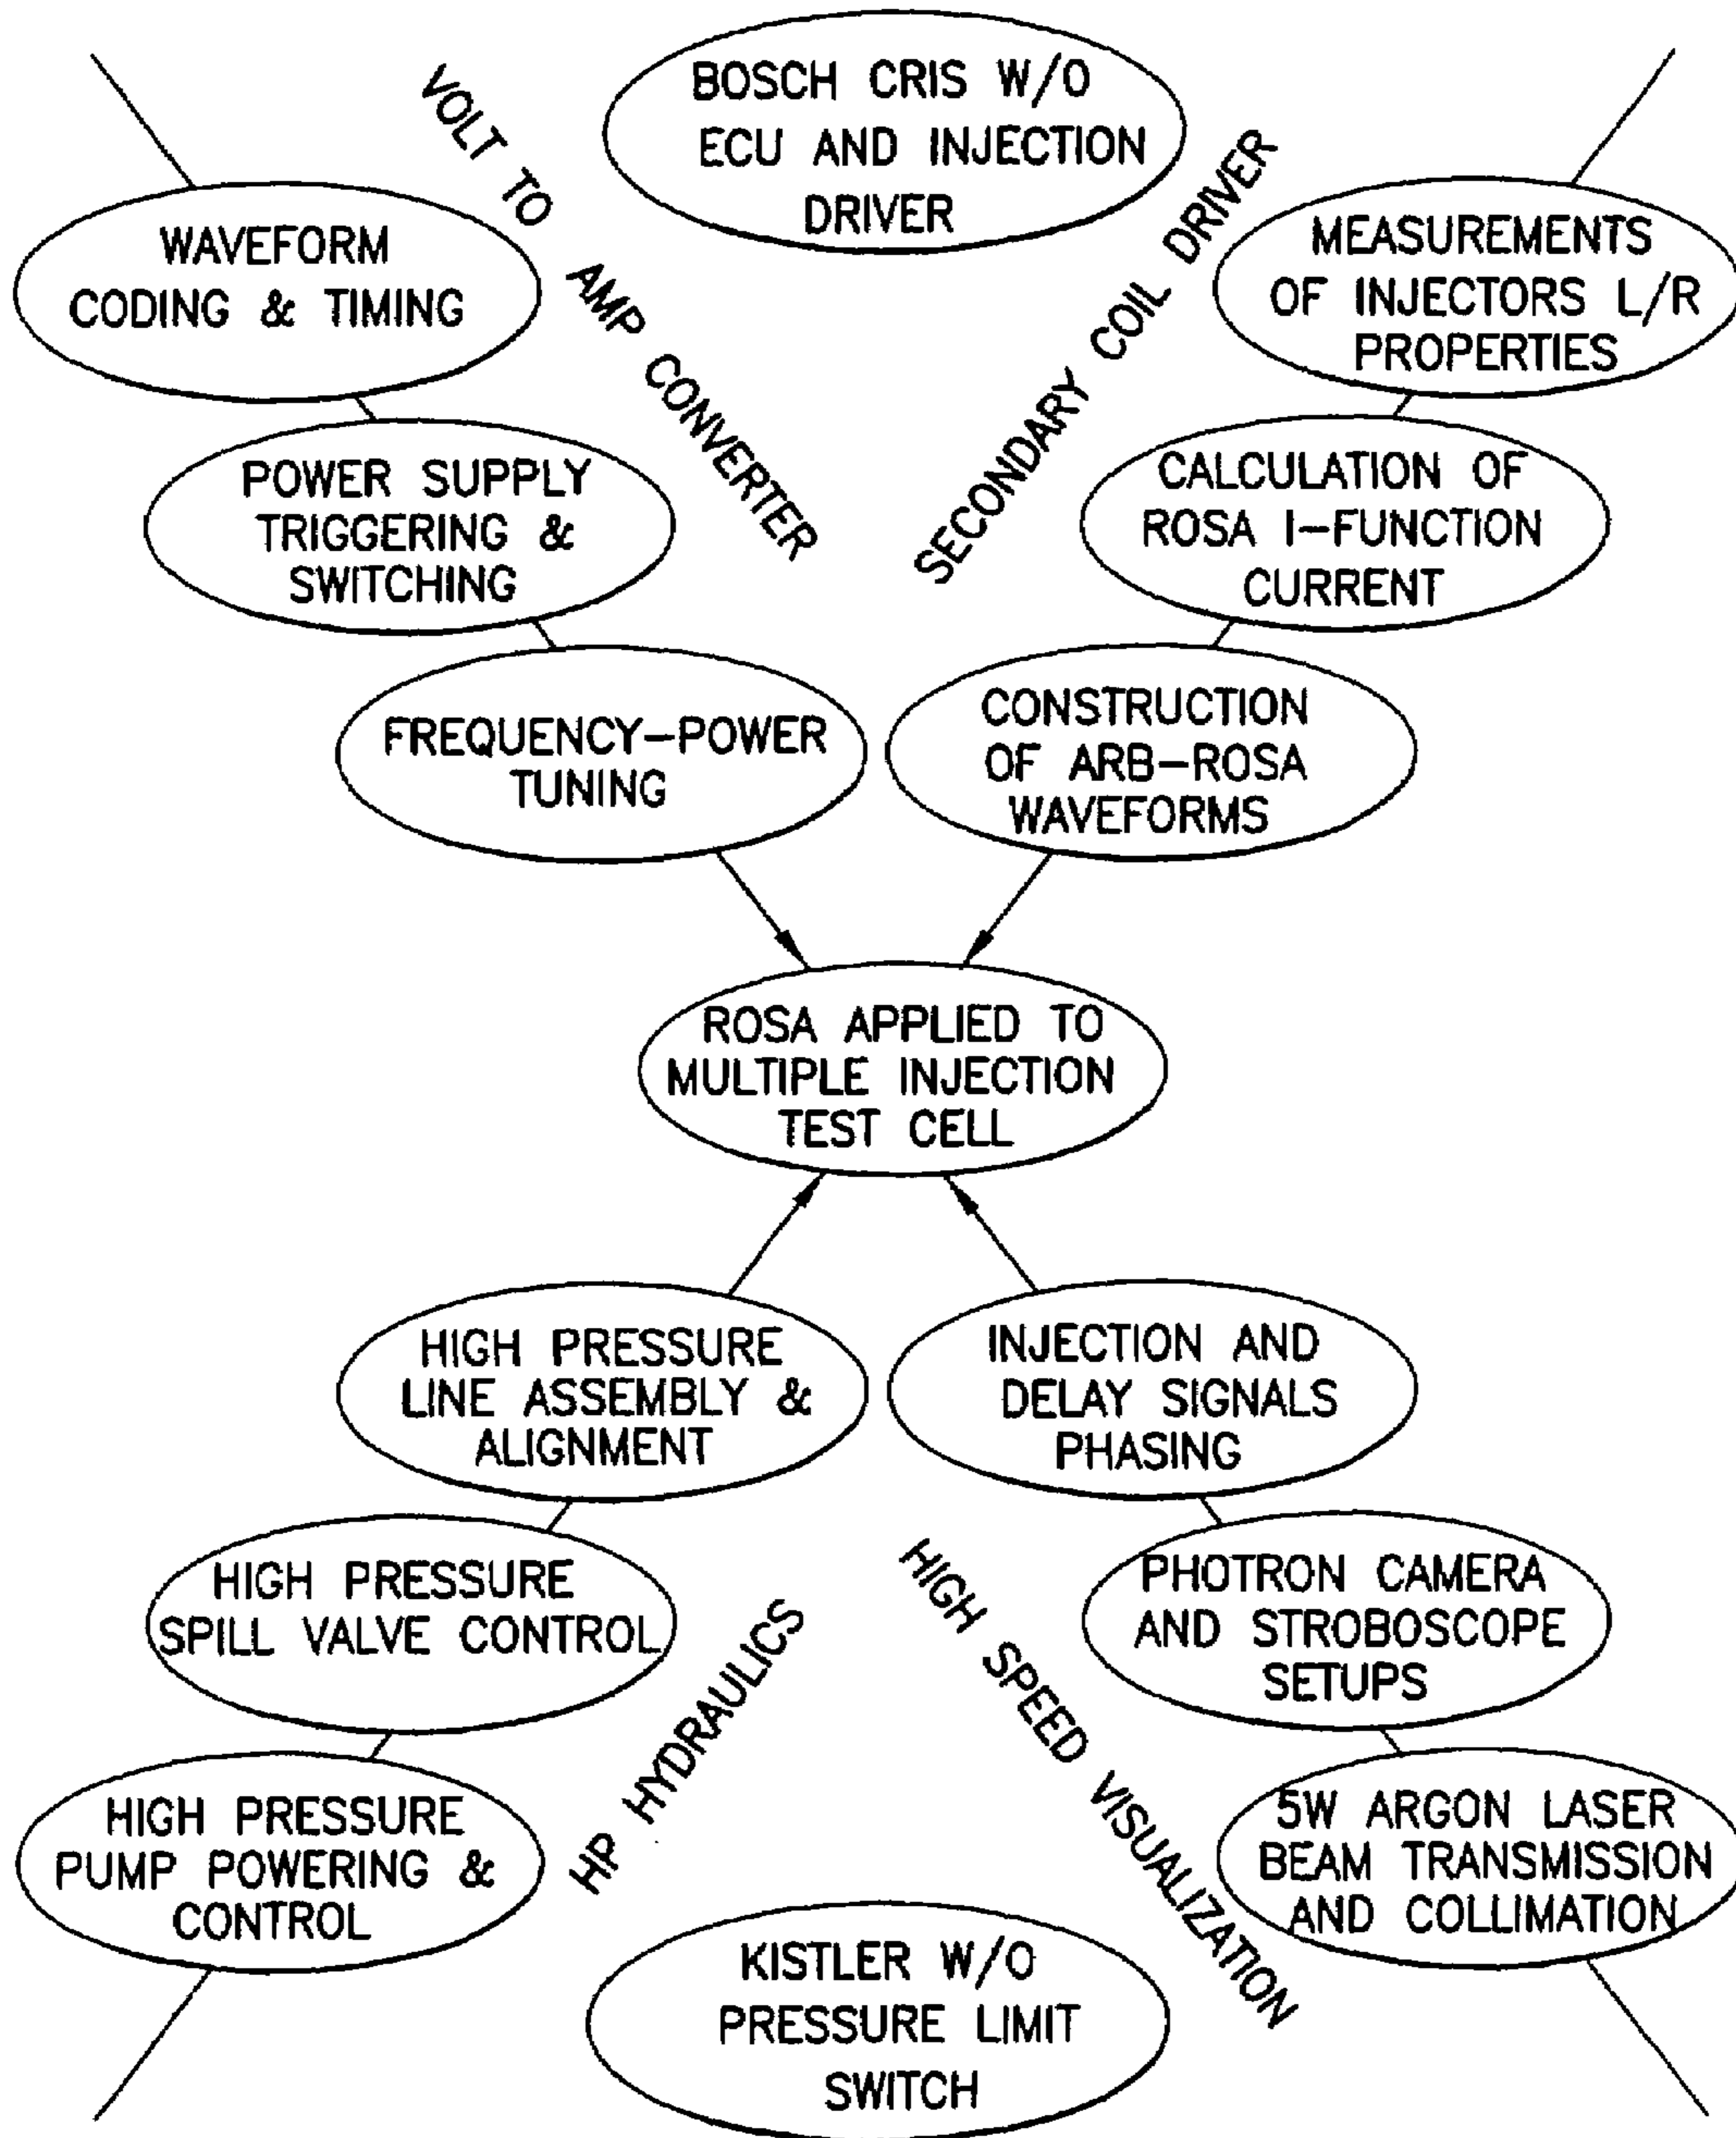 BOSCH CRIS W/O
ECU AND INJECTION
DRIVER
VOLT TO AMP CONVERTER
SECONDARY COIL DRIVER
WAVEFORM
CODING & TIMING
MEASUREMENTS
OF INJECTORS L/R
PROPERTIES
POWER SUPPLY
TRIGGERING &
SWITCHING
CALCULATION OF
ROSA I-FUNCTION
CURRENT
FREQUENCY-POWER
TUNING
CONSTRUCTION
OF ARB-ROSA
WAVEFORMS
ROSA APPLIED TO
MULTIPLE INJECTION
TEST CELL
HIGH PRESSURE
LINE ASSEMBLY &
ALIGNMENT
INJECTION AND
DELAY SIGNALS
PHASING
HIGH PRESSURE
SPILL VALVE CONTROL
PHOTRON CAMERA
AND STROBOSCOPE
SETUPS
HP HYDRAULICS
HIGH SPEED VISUALIZATION
HIGH PRESSURE
PUMP POWERING &
CONTROL
5W ARGON LASER
BEAM TRANSMISSION
AND COLLIMATION
KISTLER W/O
PRESSURE LIMIT
SWITCH